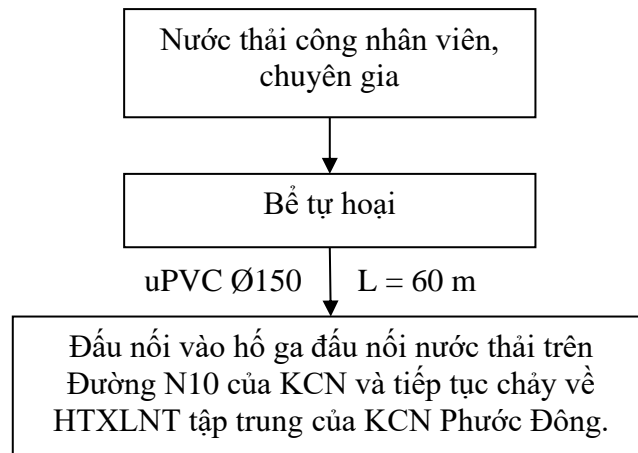 Nước thải công nhân viên,
chuyên gia
Bể tự hoại
uPVC Ø150 L = 60 m
Đấu nối vào hố ga đấu nối nước thải trên
Đường N10 của KCN và tiếp tục chảy về
HTXLNT tập trung của KCN Phước Đông.